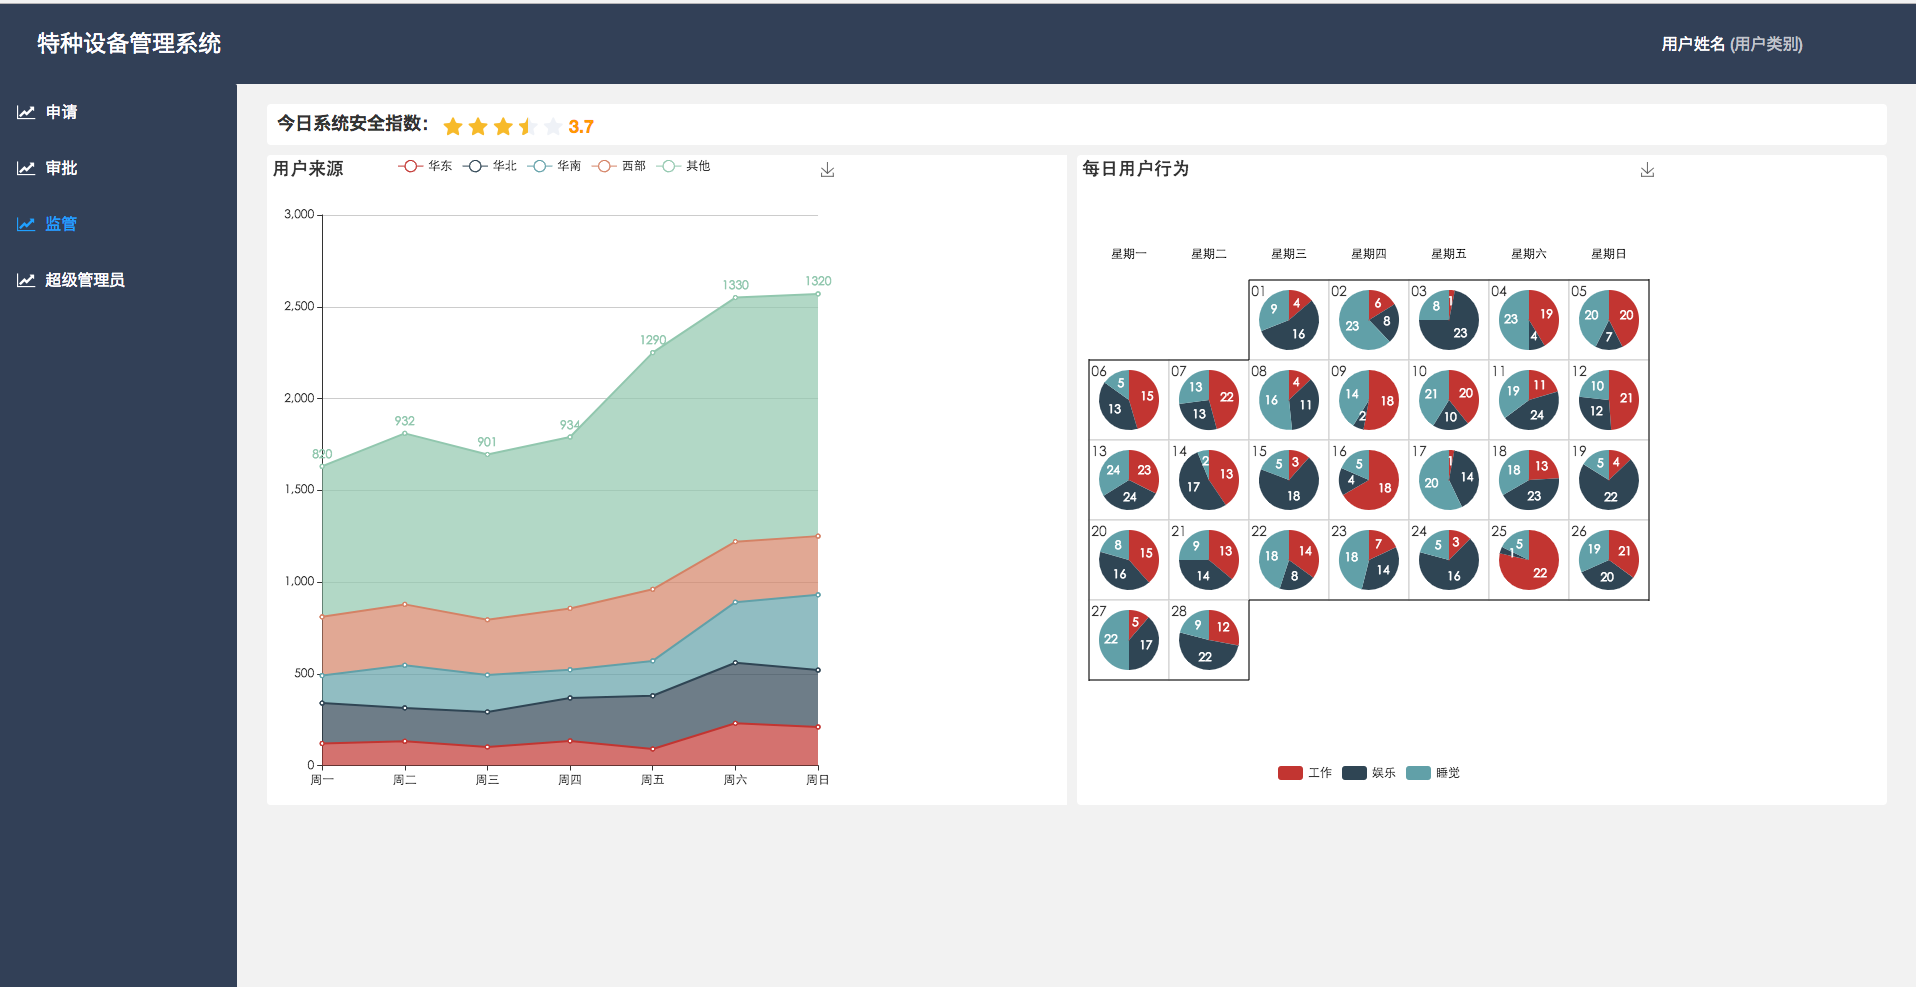 特种设备管理系统
用户姓名 (用户类别)
申请
审批
监管
超级管理员
今日系统安全指数： 3.7
用户来源
华东 华北 华南 西部 其他
3,000
2,500
2,000
1,500
1,000
500
0
820 932 901 934 1290 1330 1320
周一 周二 周三 周四 周五 周六 周日
每日用户行为
星期一 星期二 星期三 星期四 星期五 星期六 星期日
01 9 4 16
02 6 8 23
03 8 1 23
04 23 19 4
05 20 20 7
06 5 15 13
07 13 22 13
08 4 16 11
09 14 18 2
10 21 20 10
11 19 11 24
12 10 21 12
13 24 23 24
14 2 13 17
15 5 3 18
16 5 4 18
17 1 14 20
18 18 13 23
19 5 4 22
20 8 15 16
21 9 13 14
22 18 14 8
23 7 18 14
24 5 3 16
25 5 1 22
26 19 21 20
27 5 22 17
28 9 12 22
工作 娱乐 睡觉